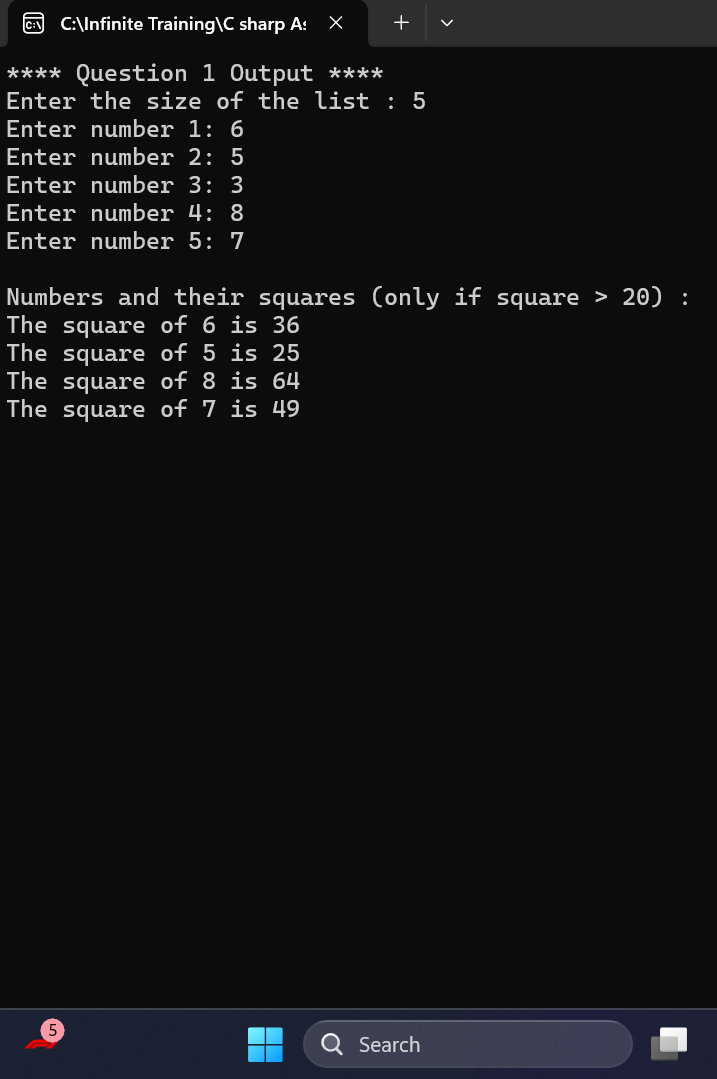 C:\Infinite Training\C sharp As
**** Question 1 Output ****
Enter the size of the list : 5
Enter number 1: 6
Enter number 2: 5
Enter number 3: 3
Enter number 4: 8
Enter number 5: 7
Numbers and their squares (only if square > 20) :
The square of 6 is 36
The square of 5 is 25
The square of 8 is 64
The square of 7 is 49
5
Search